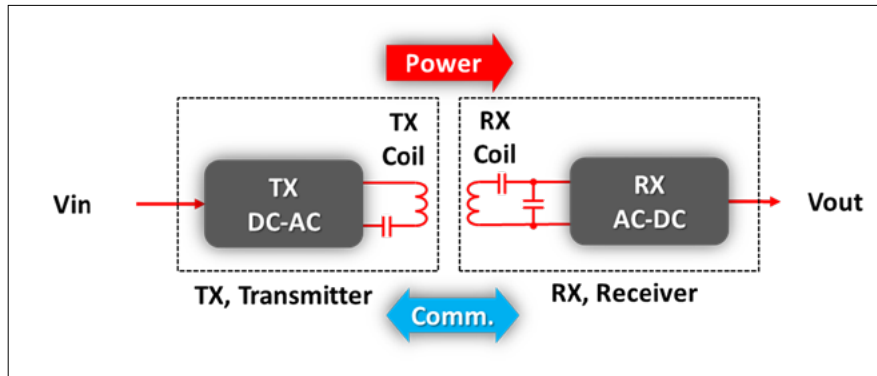 Power
TX
Coil
RX
Coil
TX
DC-AC
RX
AC-DC
Vin
Vout
TX, Transmitter
RX, Receiver
Comm.